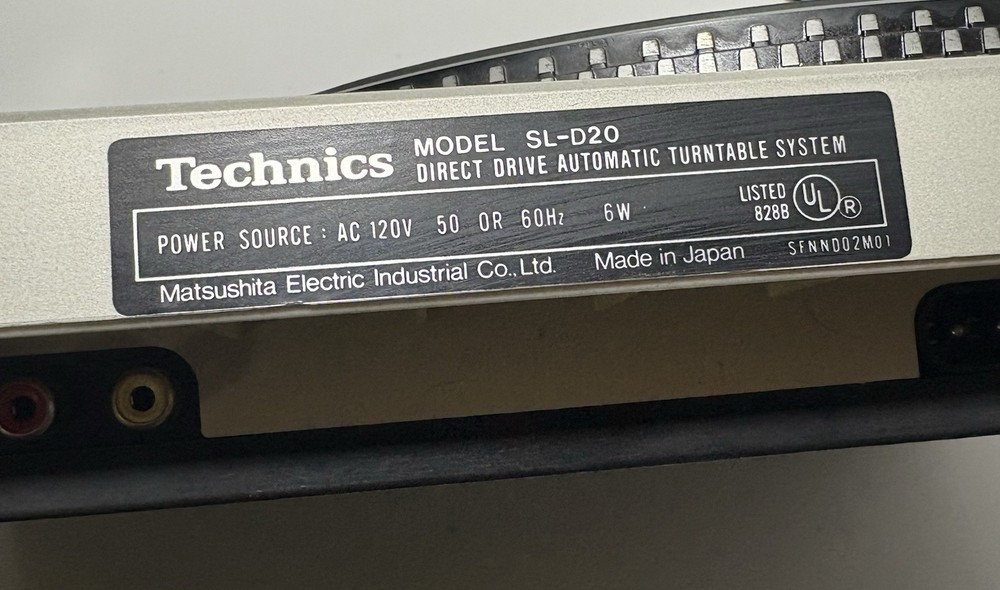 Technics MODEL SL-D20
DIRECT DRIVE AUTOMATIC TURNTABLE SYSTEM
POWER SOURCE : AC 120V 50 OR 60Hz 6W
LISTED
828B
UL ®
Matsushita Electric Industrial Co.,Ltd. Made in Japan SFNND02M01